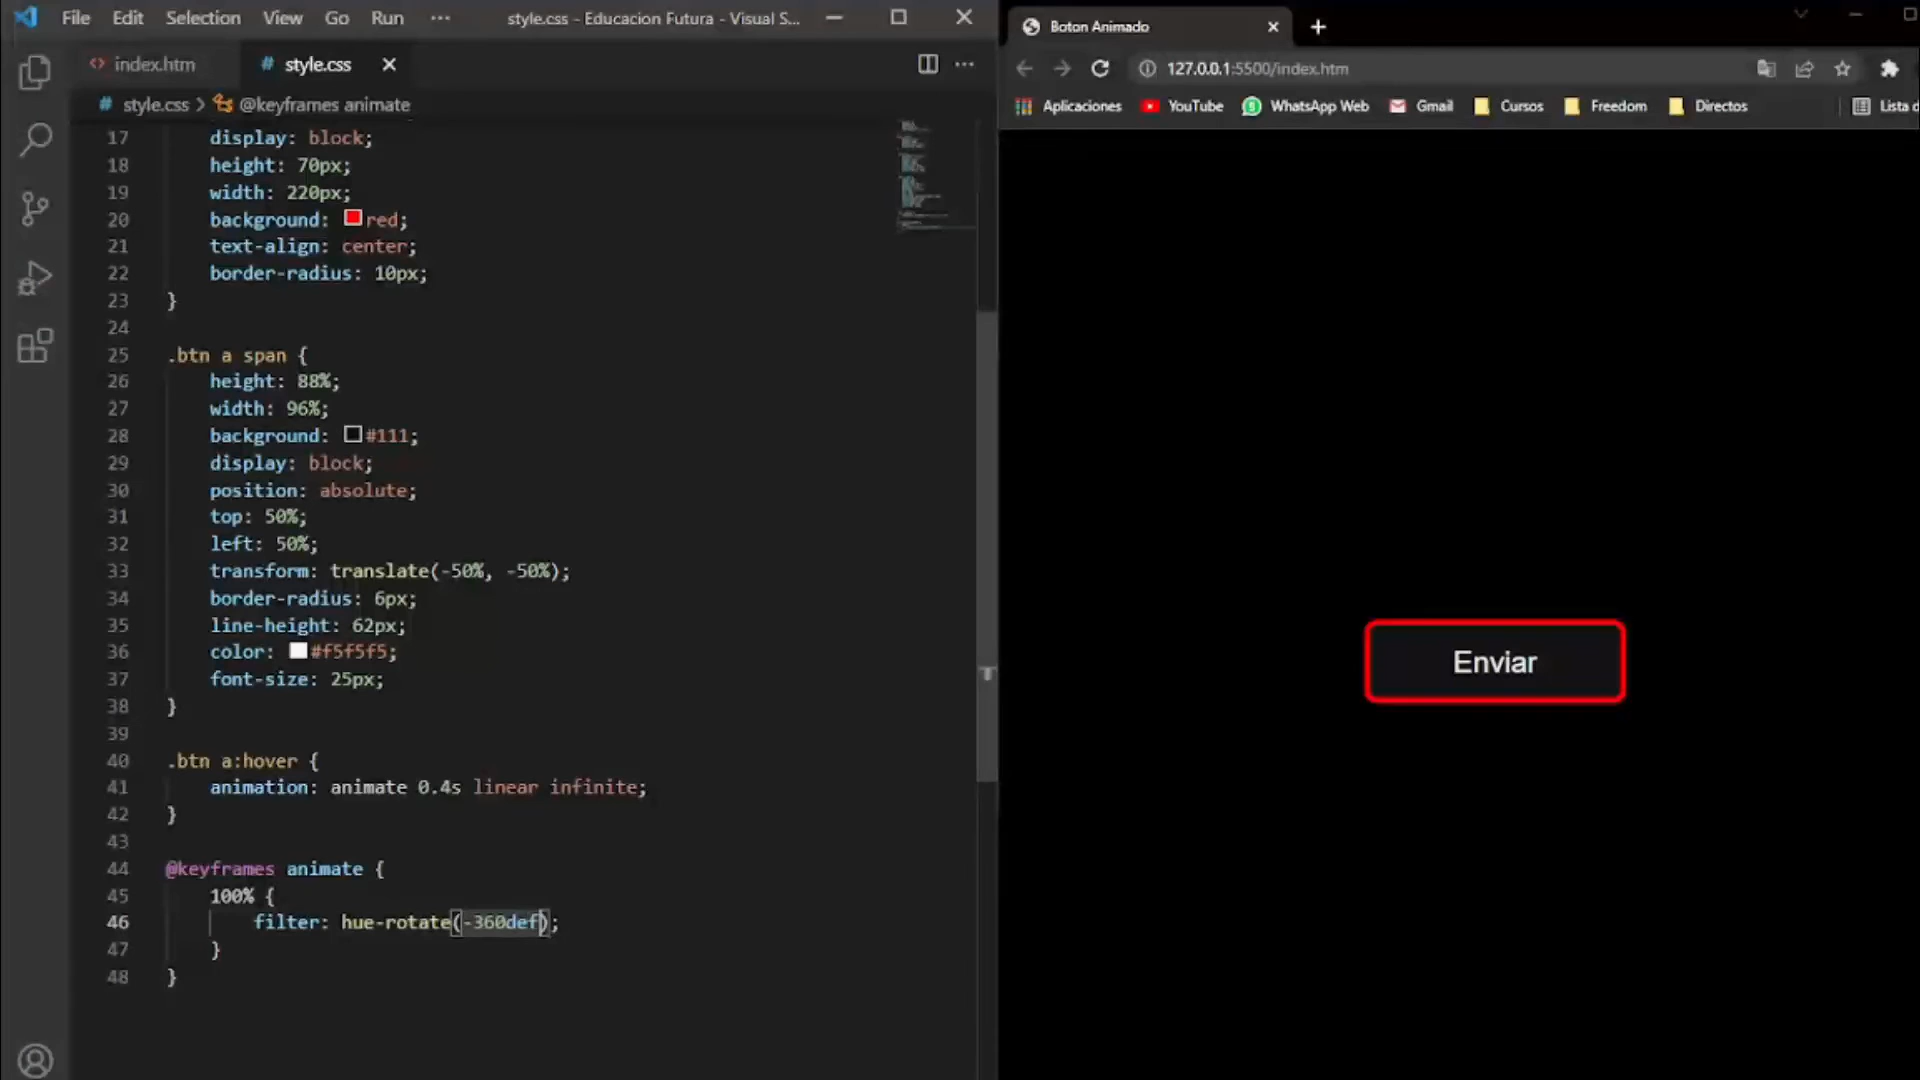 File Edit Selection View Go Run ··· style.css - Educacion Futura - Visual S...
index.htm # style.css
# style.css > @keyframes animate
17 display: block;
18 height: 70px;
19 width: 220px;
20 background: red;
21 text-align: center;
22 border-radius: 10px;
23 }
24
25 .btn a span {
26 height: 88%;
27 width: 96%;
28 background: #111;
29 display: block;
30 position: absolute;
31 top: 50%;
32 left: 50%;
33 transform: translate(-50%, -50%);
34 border-radius: 6px;
35 line-height: 62px;
36 color: #f5f5f5;
37 font-size: 25px;
38 }
39
40 .btn a:hover {
41 animation: animate 0.4s linear infinite;
42 }
43
44 @keyframes animate {
45 100% {
46 filter: hue-rotate(-360def);
47 }
48 }
Boton Animado
127.0.0.1:5500/index.htm
Aplicaciones YouTube WhatsApp Web Gmail Cursos Freedom Directos Lista d
Enviar